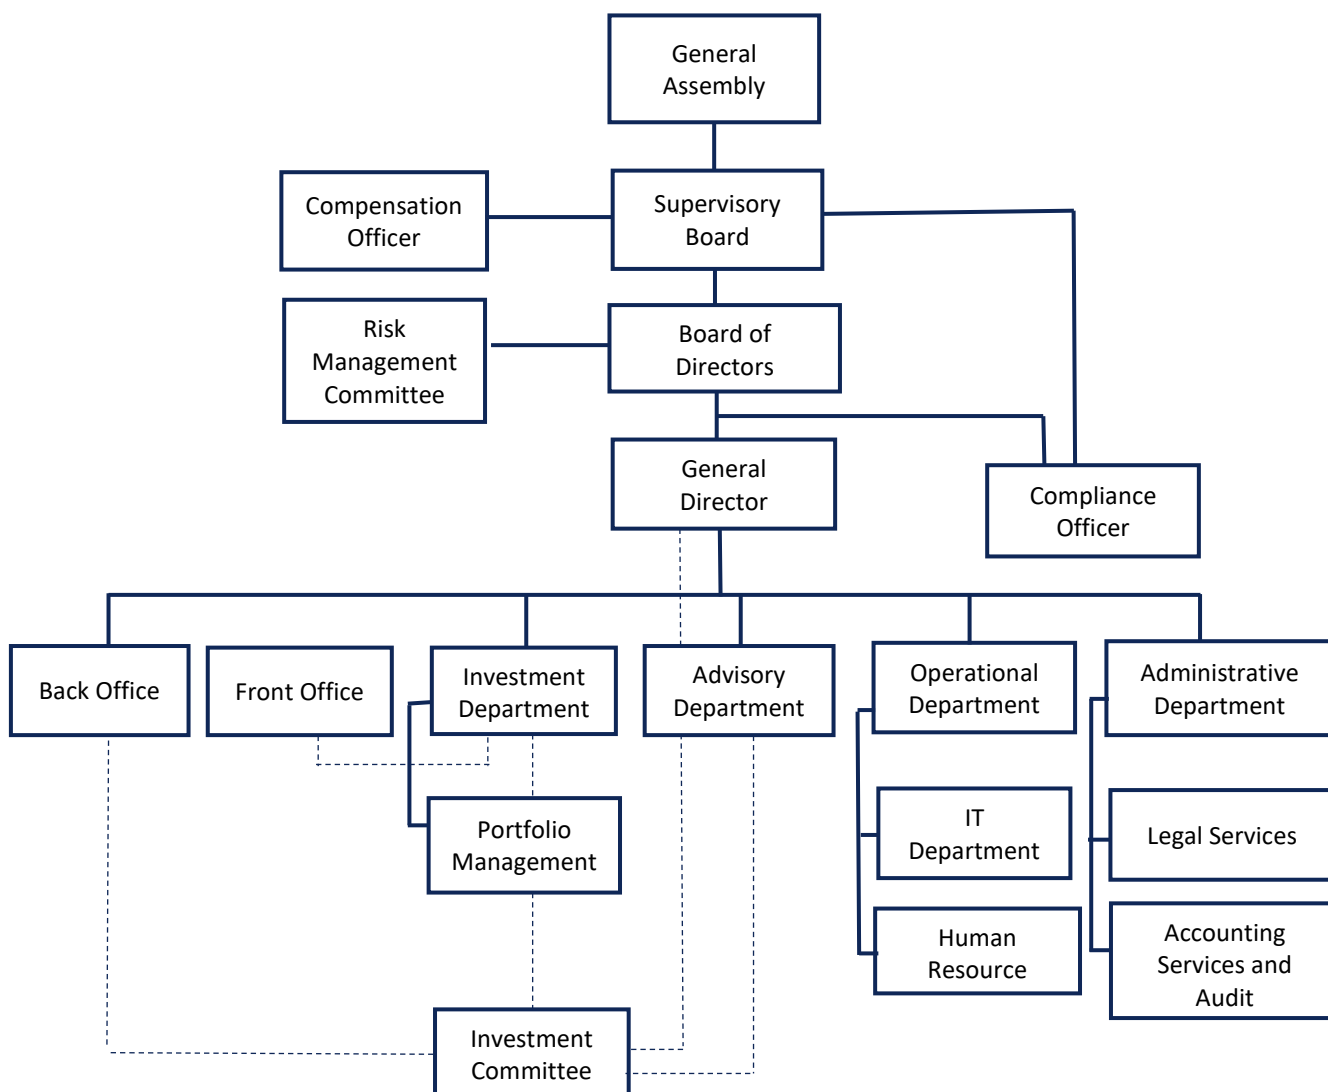 General
Assembly
Compensation
Officer
Supervisory
Board
Risk
Management
Committee
Board of
Directors
General
Director
Compliance
Officer
Back Office
Front Office
Investment
Department
Advisory
Department
Operational
Department
Administrative
Department
Portfolio
Management
IT
Department
Legal Services
Human
Resource
Accounting
Services and
Audit
Investment
Committee